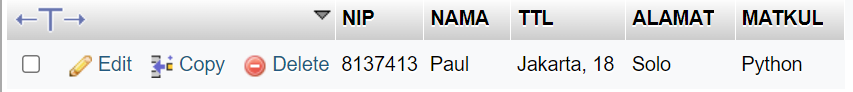 NIP NAMA TTL ALAMAT MATKUL
Edit Copy Delete 8137413 Paul Jakarta, 18 Solo Python